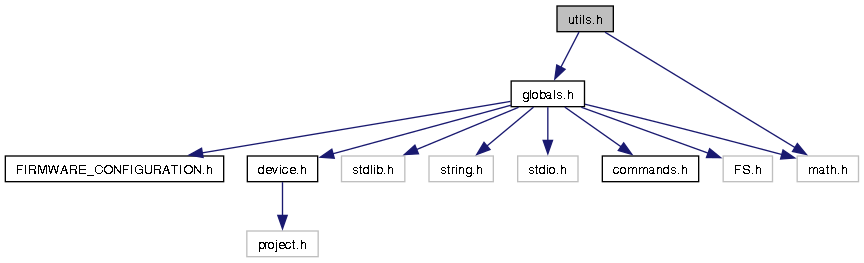 utils.h
globals.h
FIRMWARE_CONFIGURATION.h
device.h
stdlib.h
string.h
stdio.h
commands.h
FS.h
math.h
project.h